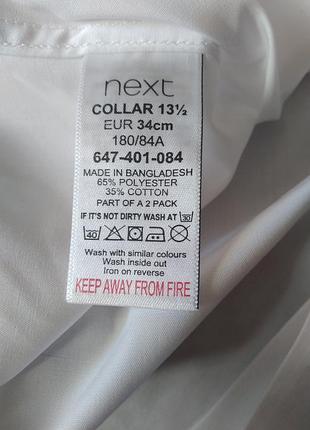 next
COLLAR 13½
EUR 34cm
180/84A
647-401-084
MADE IN BANGLADESH
65% POLYESTER
35% COTTON
PART OF A 2 PACK
IF IT'S NOT DIRTY WASH AT 30
40
Wash with similar colours
Wash inside out
Iron on reverse
KEEP AWAY FROM FIRE